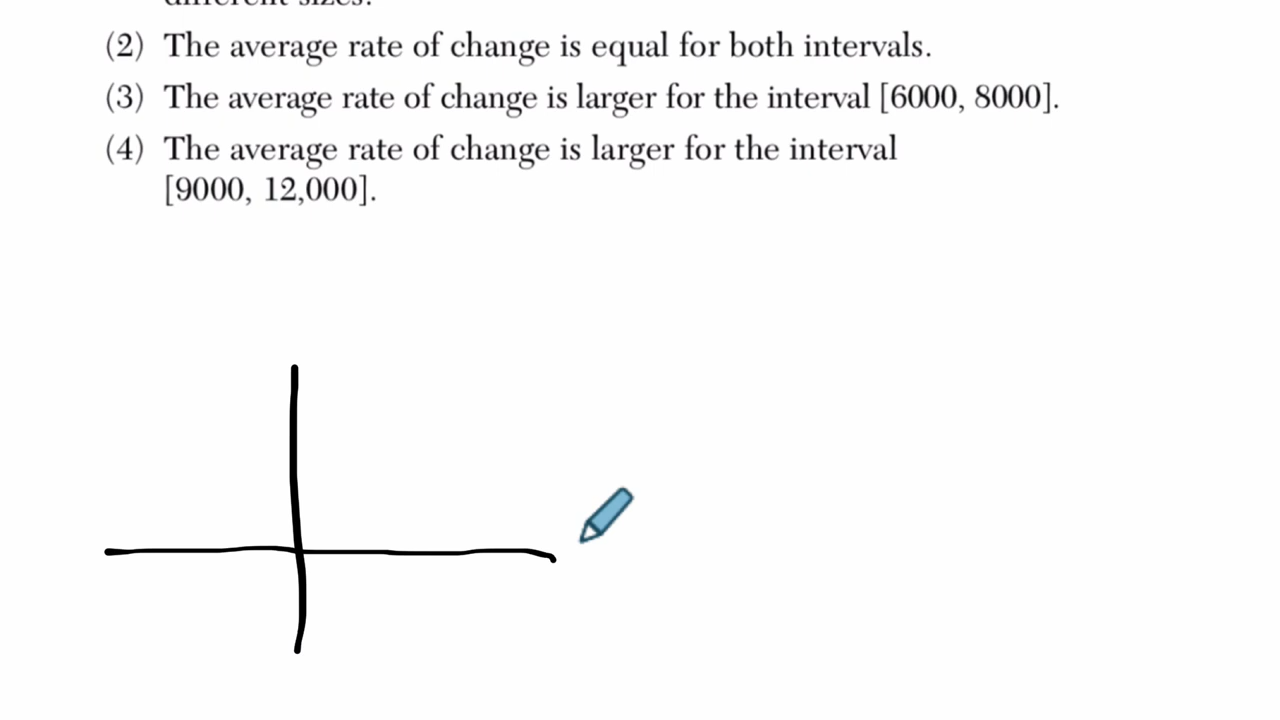 (2) The average rate of change is equal for both intervals.
(3) The average rate of change is larger for the interval [6000, 8000].
(4) The average rate of change is larger for the interval
[9000, 12,000].